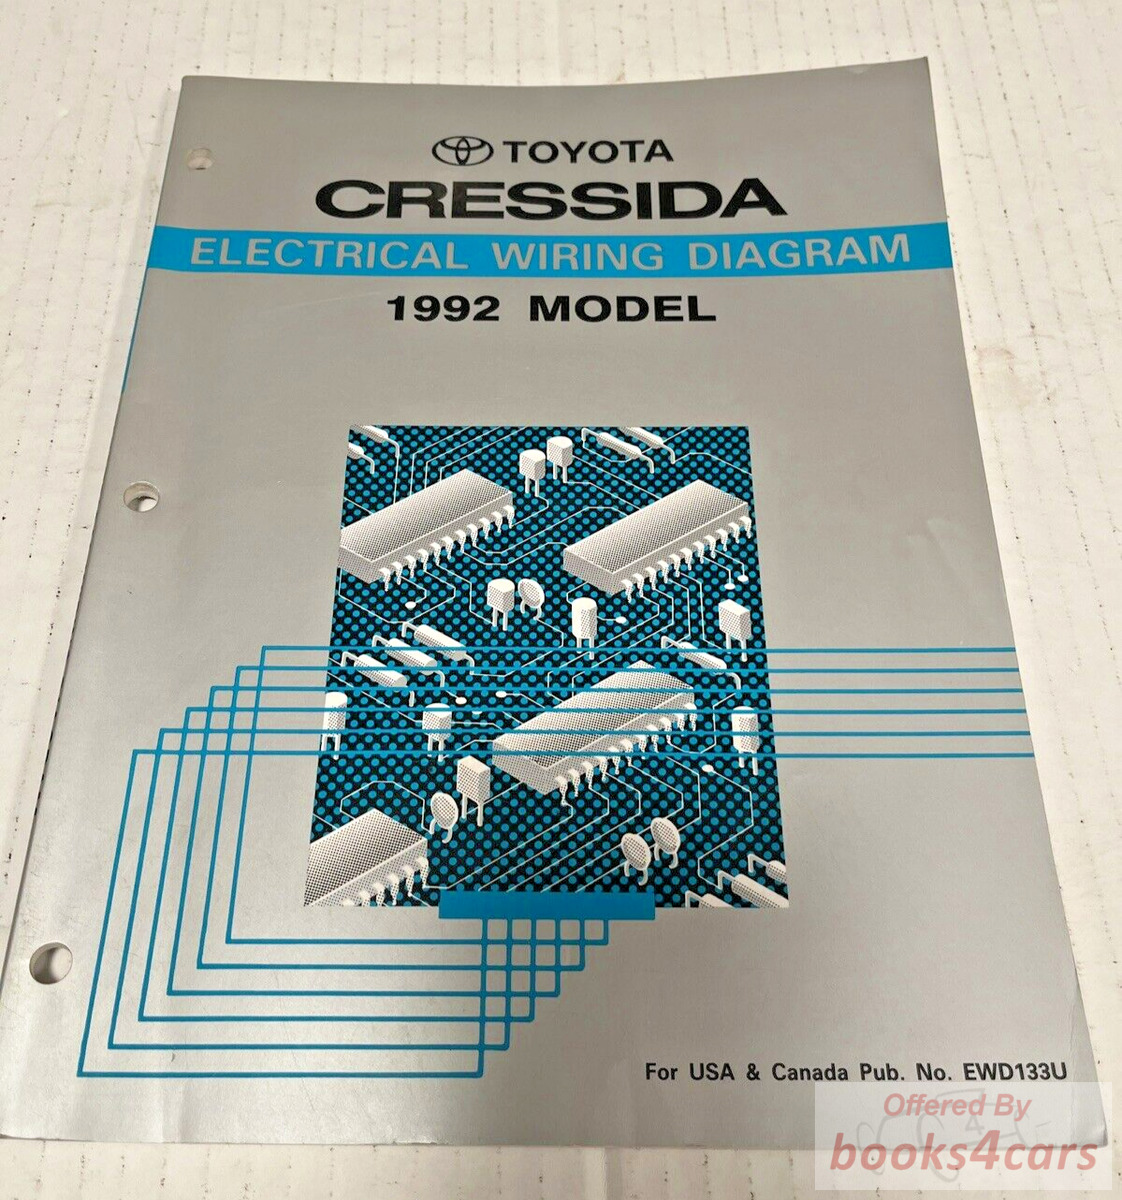 TOYOTA
CRESSIDA
ELECTRICAL WIRING DIAGRAM
1992 MODEL
For USA & Canada Pub. No. EWD133U
Offered By
books4cars